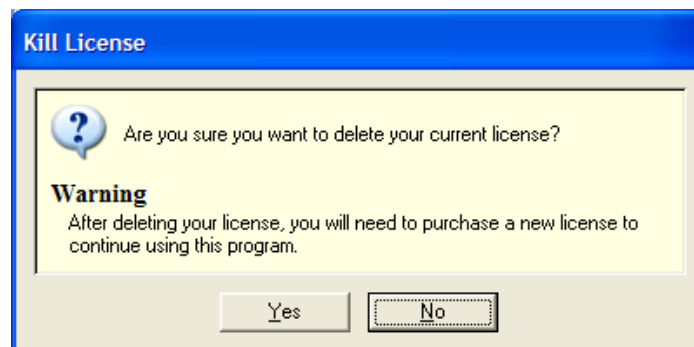 Kill License
Are you sure you want to delete your current license?
Warning
After deleting your license, you will need to purchase a new license to
continue using this program.
Yes No